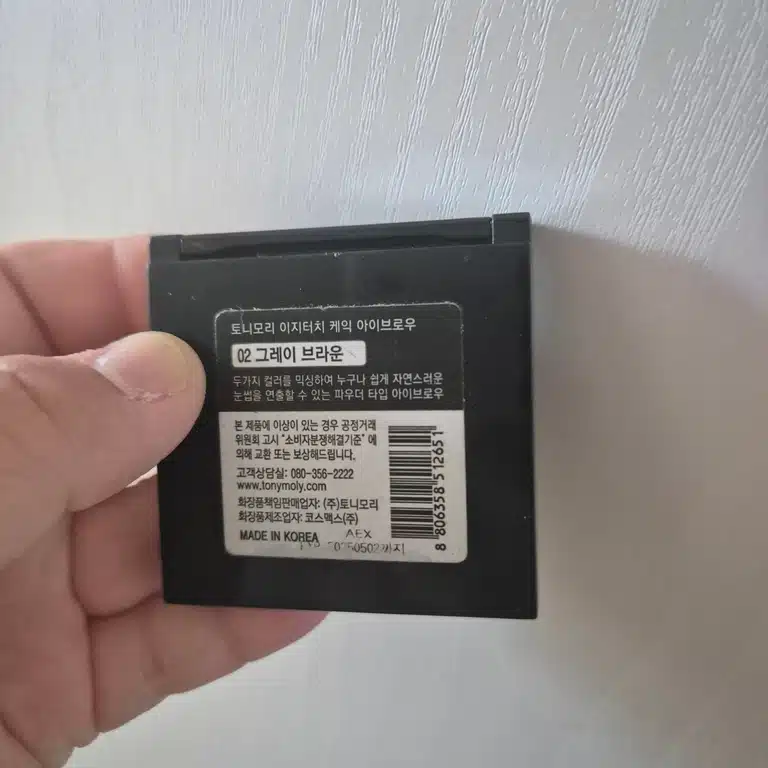 토니모리 이지터치 케익 아이브로우
02 그레이 브라운
두가지 컬러를 믹싱하여 누구나 쉽게 자연스러운
눈썹을 연출할 수 있는 파우더 타입 아이브로우
본 제품에 이상이 있는 경우 공정거래
위원회 고시 "소비자분쟁해결기준" 에
의해 교환 또는 보상해드립니다.
고객상담실: 080-356-2222
www.tonymoly.com
화장품책임판매업자: (주)토니모리
화장품제조업자: 코스맥스(주)
MADE IN KOREA
AEX
8 806358 512651